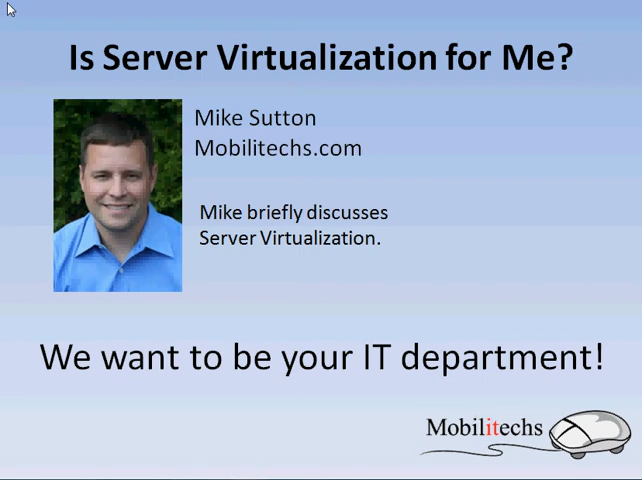 Is Server Virtualization for Me?
Mike Sutton
Mobilitechs.com
Mike briefly discusses
Server Virtualization.
We want to be your IT department!
Mobilitechs